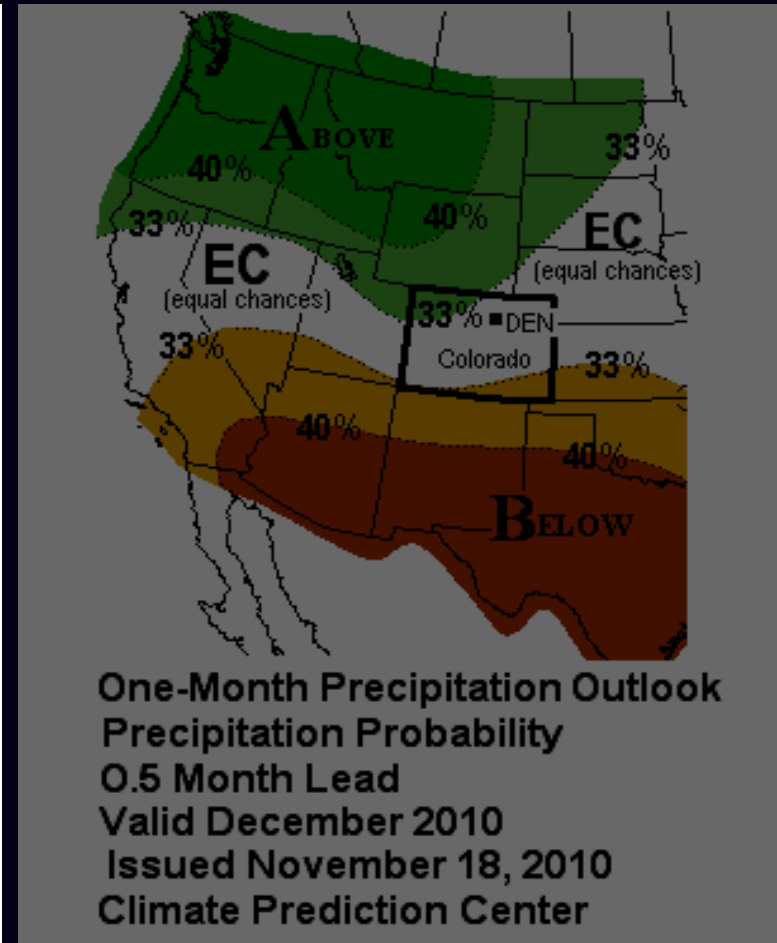 ABOVE
33%
40%
40%
33%
EC
(equal chances)
EC
(equal chances)
33%
DEN
33%
Colorado
33%
40%
40%
BELOW
One-Month Precipitation Outlook
Precipitation Probability
0.5 Month Lead
Valid December 2010
Issued November 18, 2010
Climate Prediction Center